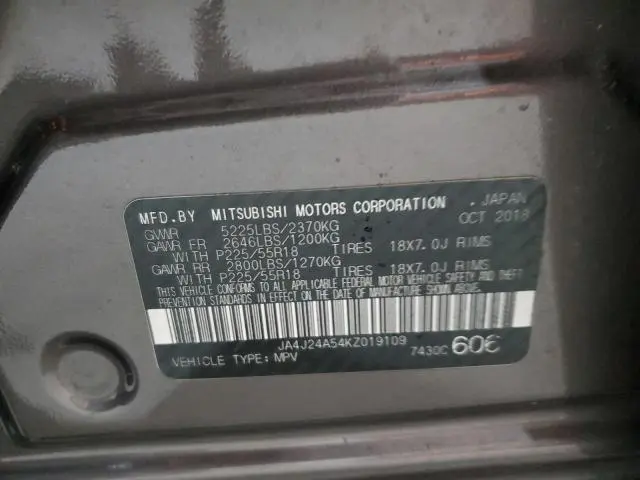 MFD.BY MITSUBISHI MOTORS CORPORATION JAPAN
GVWR 5225LBS/2370KG OCT 2018
GAWR FR 2646LBS/1200KG
WITH P225/55R18 TIRES 18X7.0J RIMS
GAWR RR 2800LBS/1270KG
WITH P225/55R18 TIRES 18X7.0J RIMS
THIS VEHICLE CONFORMS TO ALL APPLICABLE FEDERAL MOTOR VEHICLE SAFETY AND THEFT
PREVENTION STANDARDS IN EFFECT ON THE DATE OF MANUFACTURE SHOWN ABOVE.
JA4J24A54KZ019109
VEHICLE TYPE: MPV 7430C 606